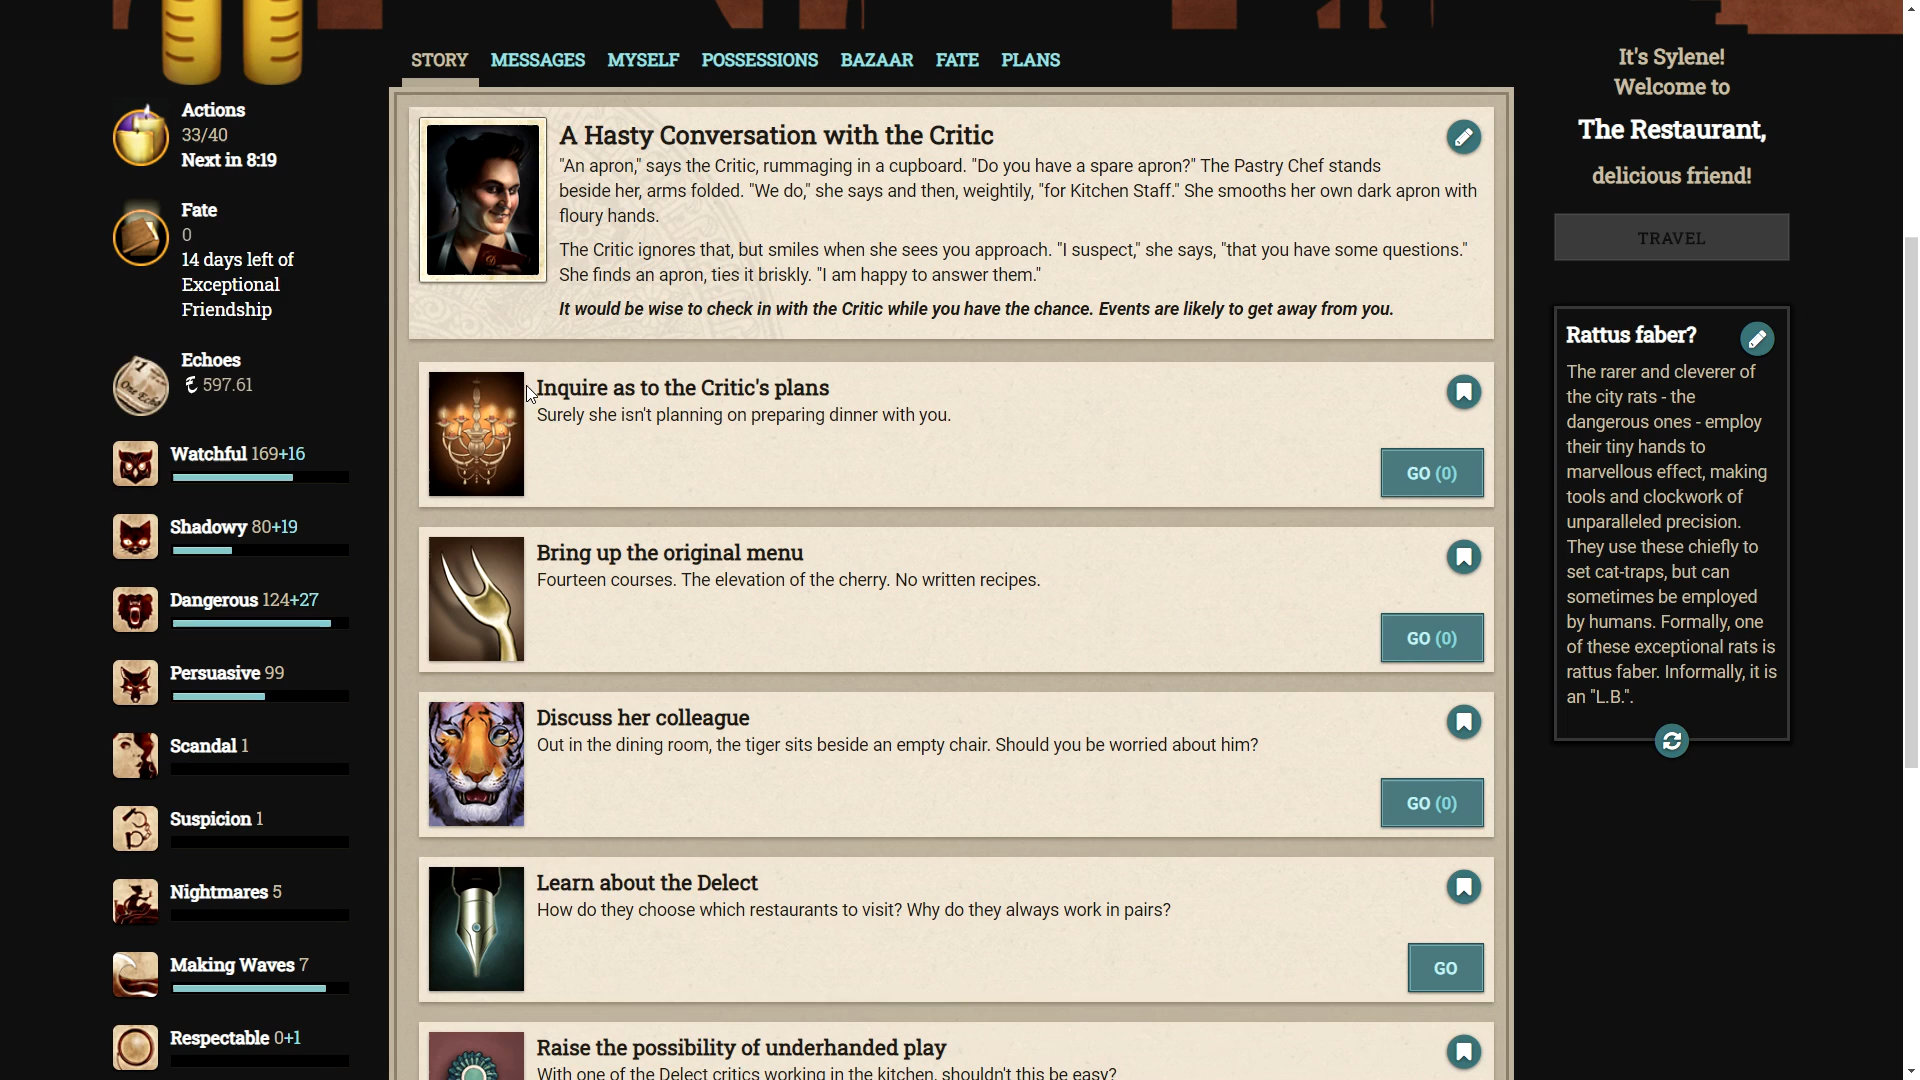 STORY MESSAGES MYSELF POSSESSIONS BAZAAR FATE PLANS
Actions
33/40
Next in 8:19
Fate
0
14 days left of
Exceptional
Friendship
Echoes
597.61
Watchful 169+16
Shadowy 80+19
Dangerous 124+27
Persuasive 99
Scandal 1
Suspicion 1
Nightmares 5
Making Waves 7
Respectable 0+1
A Hasty Conversation with the Critic
"An apron," says the Critic, rummaging in a cupboard. "Do you have a spare apron?" The Pastry Chef stands
beside her, arms folded. "We do," she says and then, weightily, "for Kitchen Staff." She smooths her own dark apron with
floury hands.
The Critic ignores that, but smiles when she sees you approach. "I suspect," she says, "that you have some questions."
She finds an apron, ties it briskly. "I am happy to answer them."
It would be wise to check in with the Critic while you have the chance. Events are likely to get away from you.
Inquire as to the Critic's plans
Surely she isn't planning on preparing dinner with you.
GO (0)
Bring up the original menu
Fourteen courses. The elevation of the cherry. No written recipes.
GO (0)
Discuss her colleague
Out in the dining room, the tiger sits beside an empty chair. Should you be worried about him?
GO (0)
Learn about the Delect
How do they choose which restaurants to visit? Why do they always work in pairs?
GO
Raise the possibility of underhanded play
With one of the Delect critics working in the kitchen, shouldn't this be easy?
It's Sylene!
Welcome to
The Restaurant,
delicious friend!
TRAVEL
Rattus faber?
The rarer and cleverer of
the city rats - the
dangerous ones - employ
their tiny hands to
marvellous effect, making
tools and clockwork of
unparalleled precision.
They use these chiefly to
set cat-traps, but can
sometimes be employed
by humans. Formally, one
of these exceptional rats is
rattus faber. Informally, it is
an "L.B.".